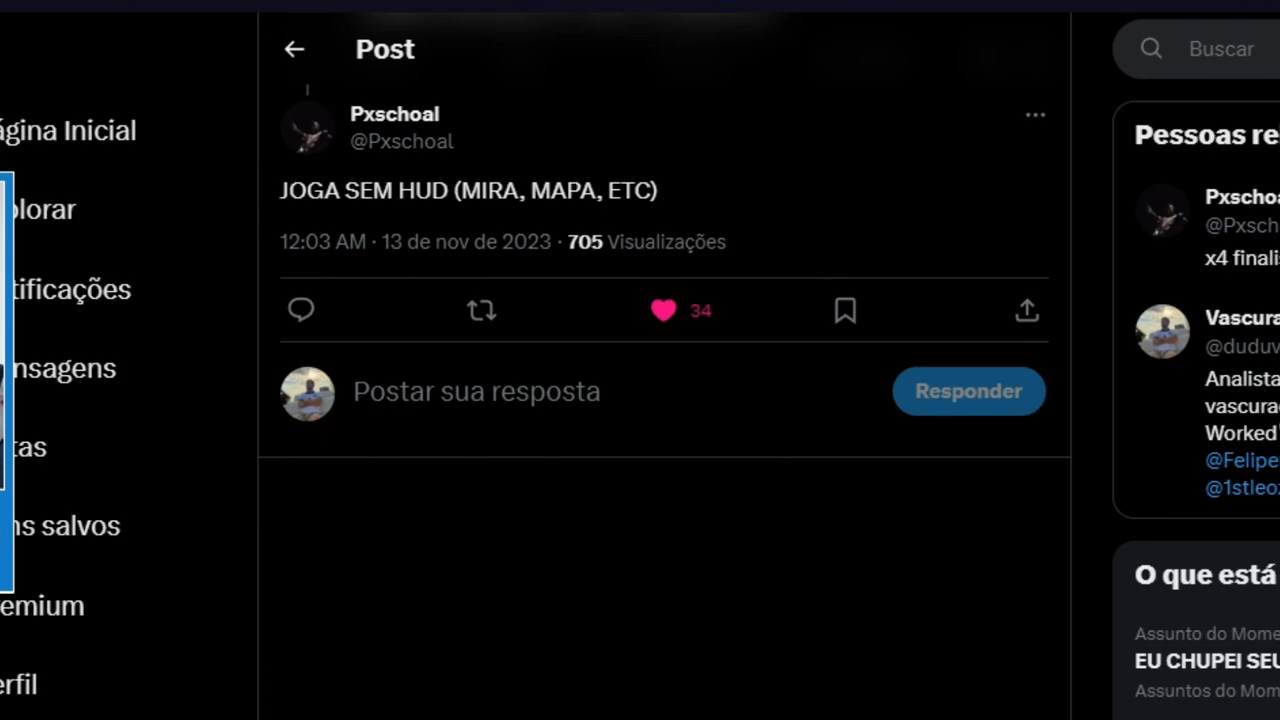 Post
Buscar
ágina Inicial
plorar
tificações
nsagens
tas
ns salvos
emium
erfil
Pxschoal
@Pxschoal
JOGA SEM HUD (MIRA, MAPA, ETC)
12:03 AM · 13 de nov de 2023 · 705 Visualizações
34
Postar sua resposta
Responder
Pessoas re
Pxschoa
@Pxsch
x4 finali
Vascura
@duduv
Analista
vascura
Worked
@Felipe
@1stleo
O que está
Assunto do Mome
EU CHUPEI SEU
Assuntos do Mom